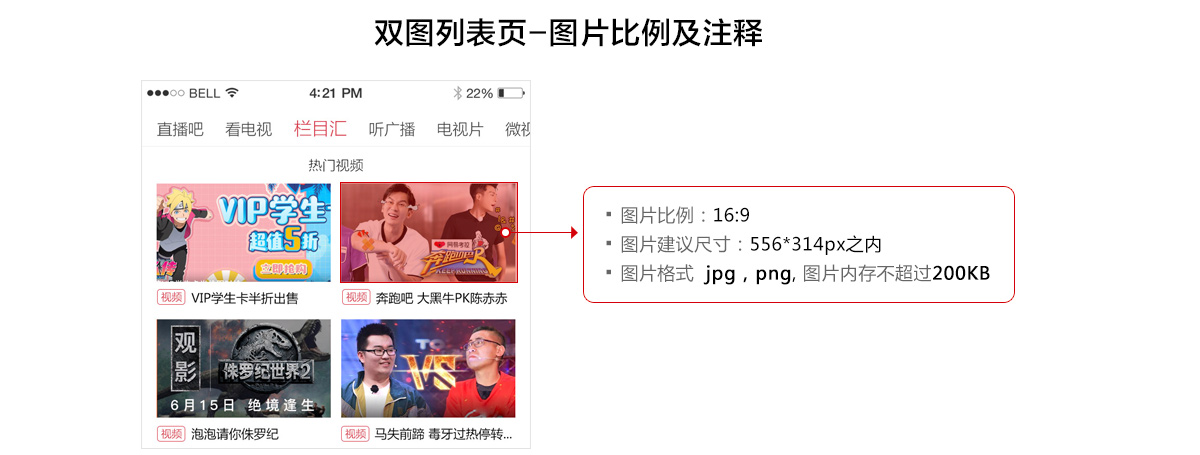 双图列表页-图片比例及注释
●●●○○ BELL 4:21 PM 22%
直播吧 看电视 栏目汇 听广播 电视片 微视
热门视频
VIP学生卡
超值5折
立即抢购
网易考拉
奔跑吧
KEEP RUNNING
视频 VIP学生卡半折出售
视频 奔跑吧 大黑牛PK陈赤赤
观影
侏罗纪世界2
6月15日 绝境逢生
VS
视频 泡泡请你侏罗纪
视频 马失前蹄 毒牙过热停转...
▪ 图片比例：16:9
▪ 图片建议尺寸：556*314px之内
▪ 图片格式 jpg，png, 图片内存不超过200KB